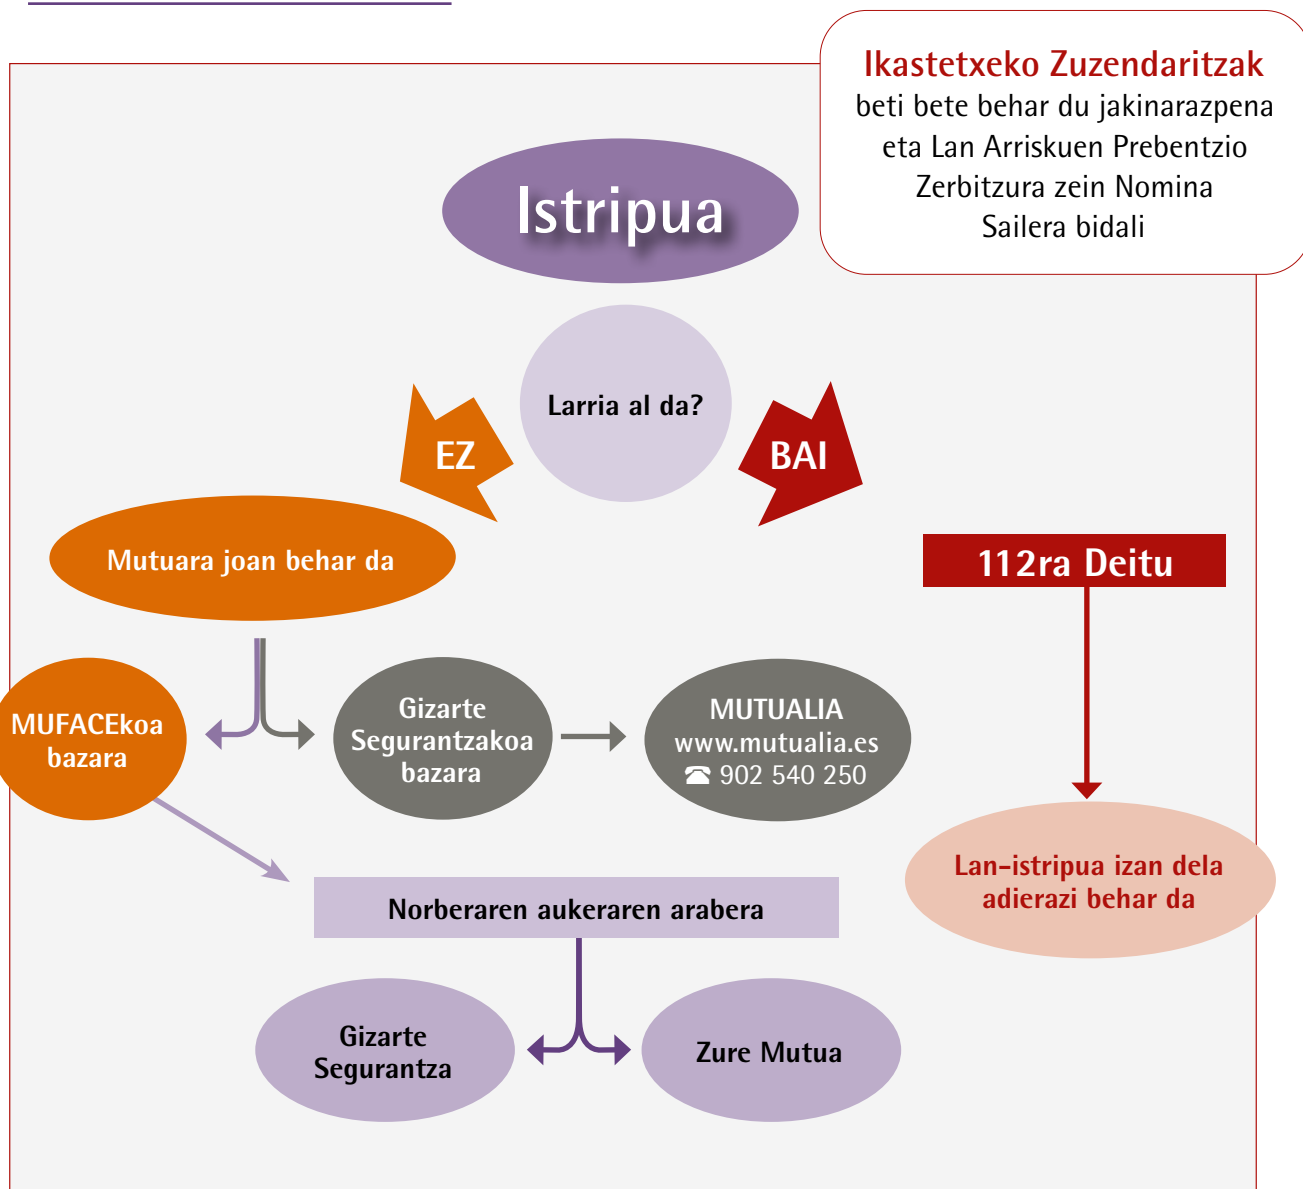 Ikastetxeko Zuzendaritzak
beti bete behar du jakinarazpena
eta Lan Arriskuen Prebentzio
Zerbitzura zein Nomina
Sailera bidali
Istripua
Larria al da?
EZ
BAI
Mutuara joan behar da
112ra Deitu
MUFACEkoa
bazara
Gizarte
Segurantzakoa
bazara
MUTUALIA
www.mutualia.es
☎ 902 540 250
Lan-istripua izan dela
adierazi behar da
Norberaren aukeraren arabera
Gizarte
Segurantza
Zure Mutua